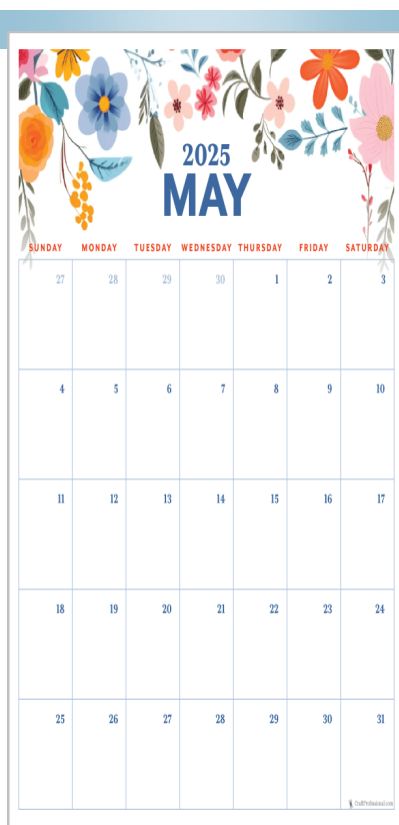 2025
MAY
SUNDAY MONDAY TUESDAY WEDNESDAY THURSDAY FRIDAY SATURDAY
27 28 29 30 1 2 3
4 5 6 7 8 9 10
11 12 13 14 15 16 17
18 19 20 21 22 23 24
25 26 27 28 29 30 31
CraftProfessional.com